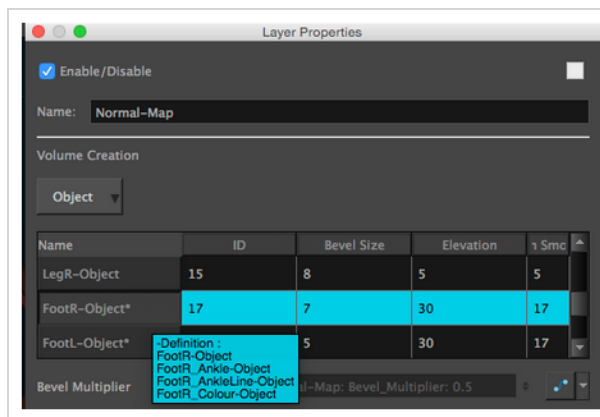 Layer Properties
Enable/Disable
Name: Normal-Map
Volume Creation
Object
Name ID Bevel Size Elevation Smo
LegR-Object 15 8 5 5
FootR-Object* 17 7 30 17
FootL-Object* 5 30 17
-Definition :
FootR-Object
FootR_Ankle-Object
FootR_AnkleLine-Object
FootR_Colour-Object
Bevel Multiplier al-Map: Bevel_Multiplier: 0.5